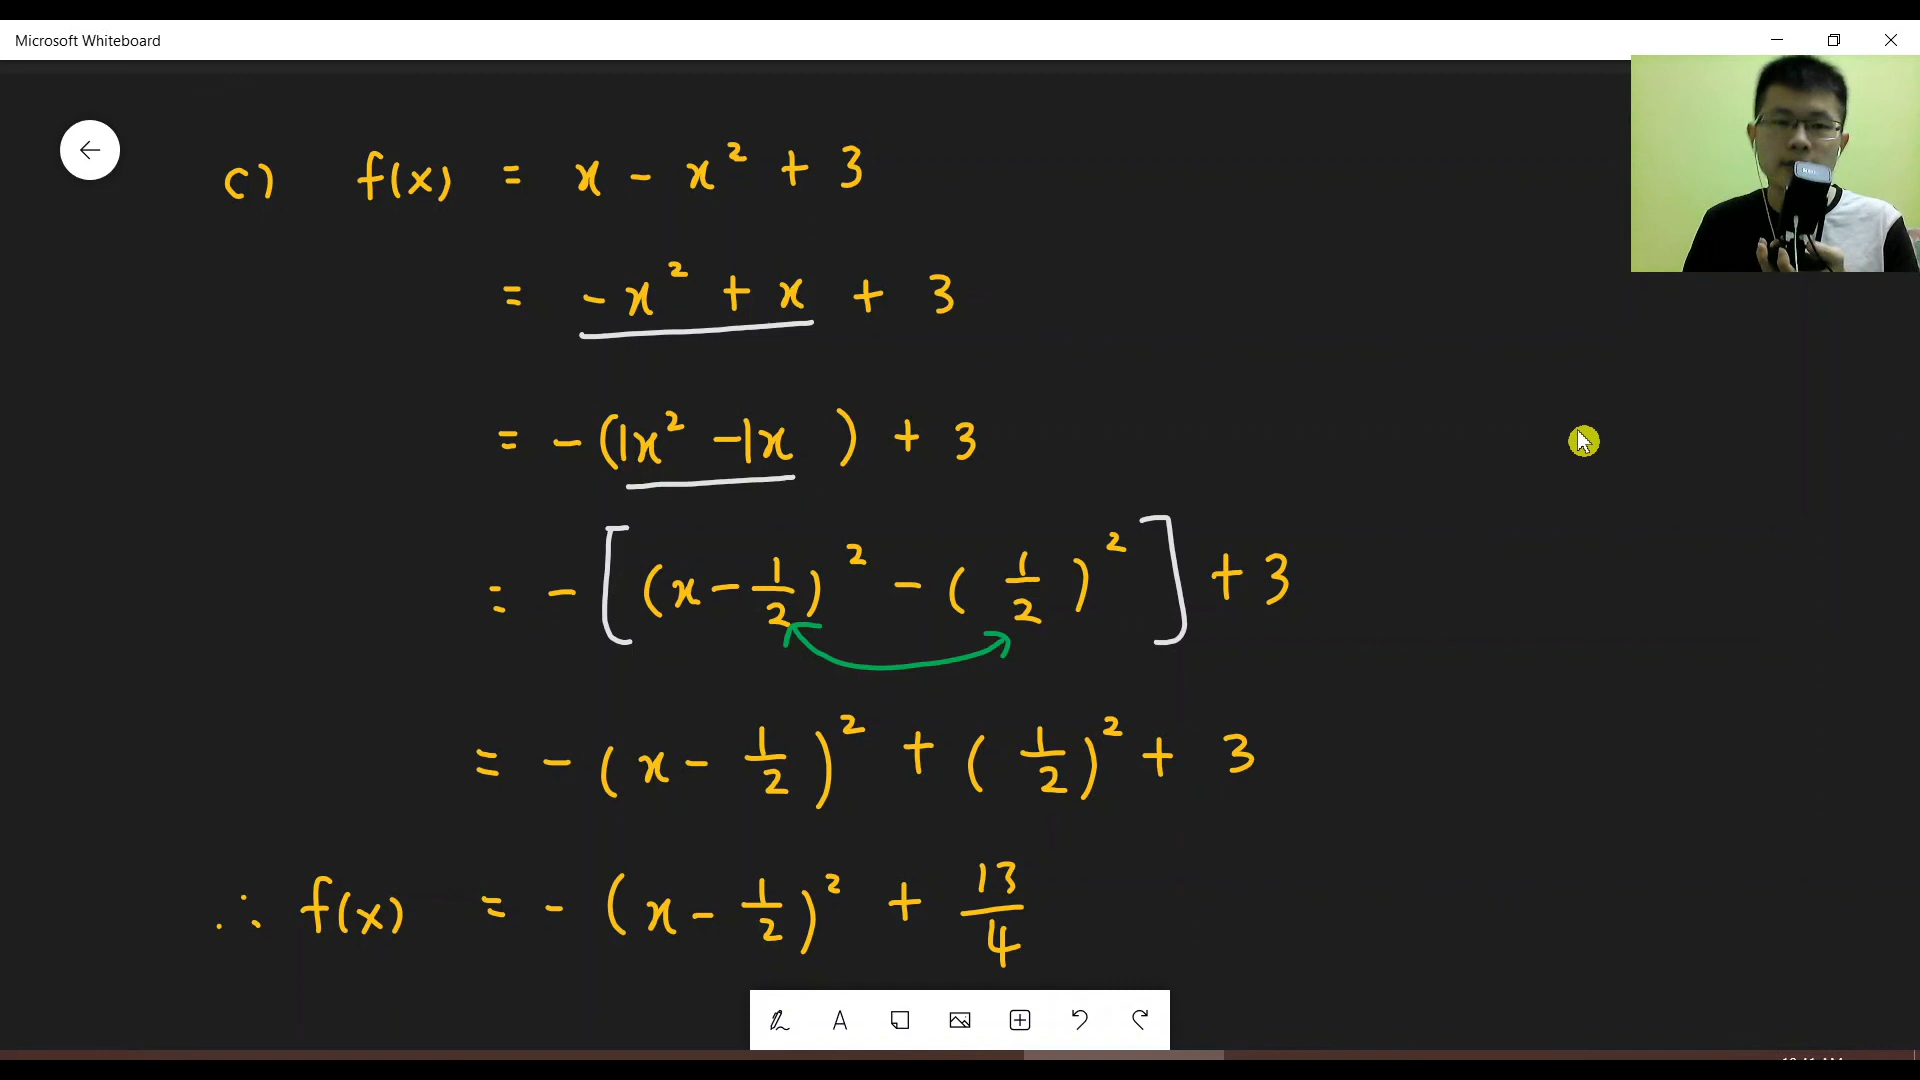 Microsoft Whiteboard
c) f(x) = x - x² + 3
= -x² + x + 3
= -(1x² -1x ) + 3
= -[(x-1/2)² - (1/2)²] + 3
= -(x - 1/2)² + (1/2)² + 3
∴ f(x) = -(x - 1/2)² + 13/4
A